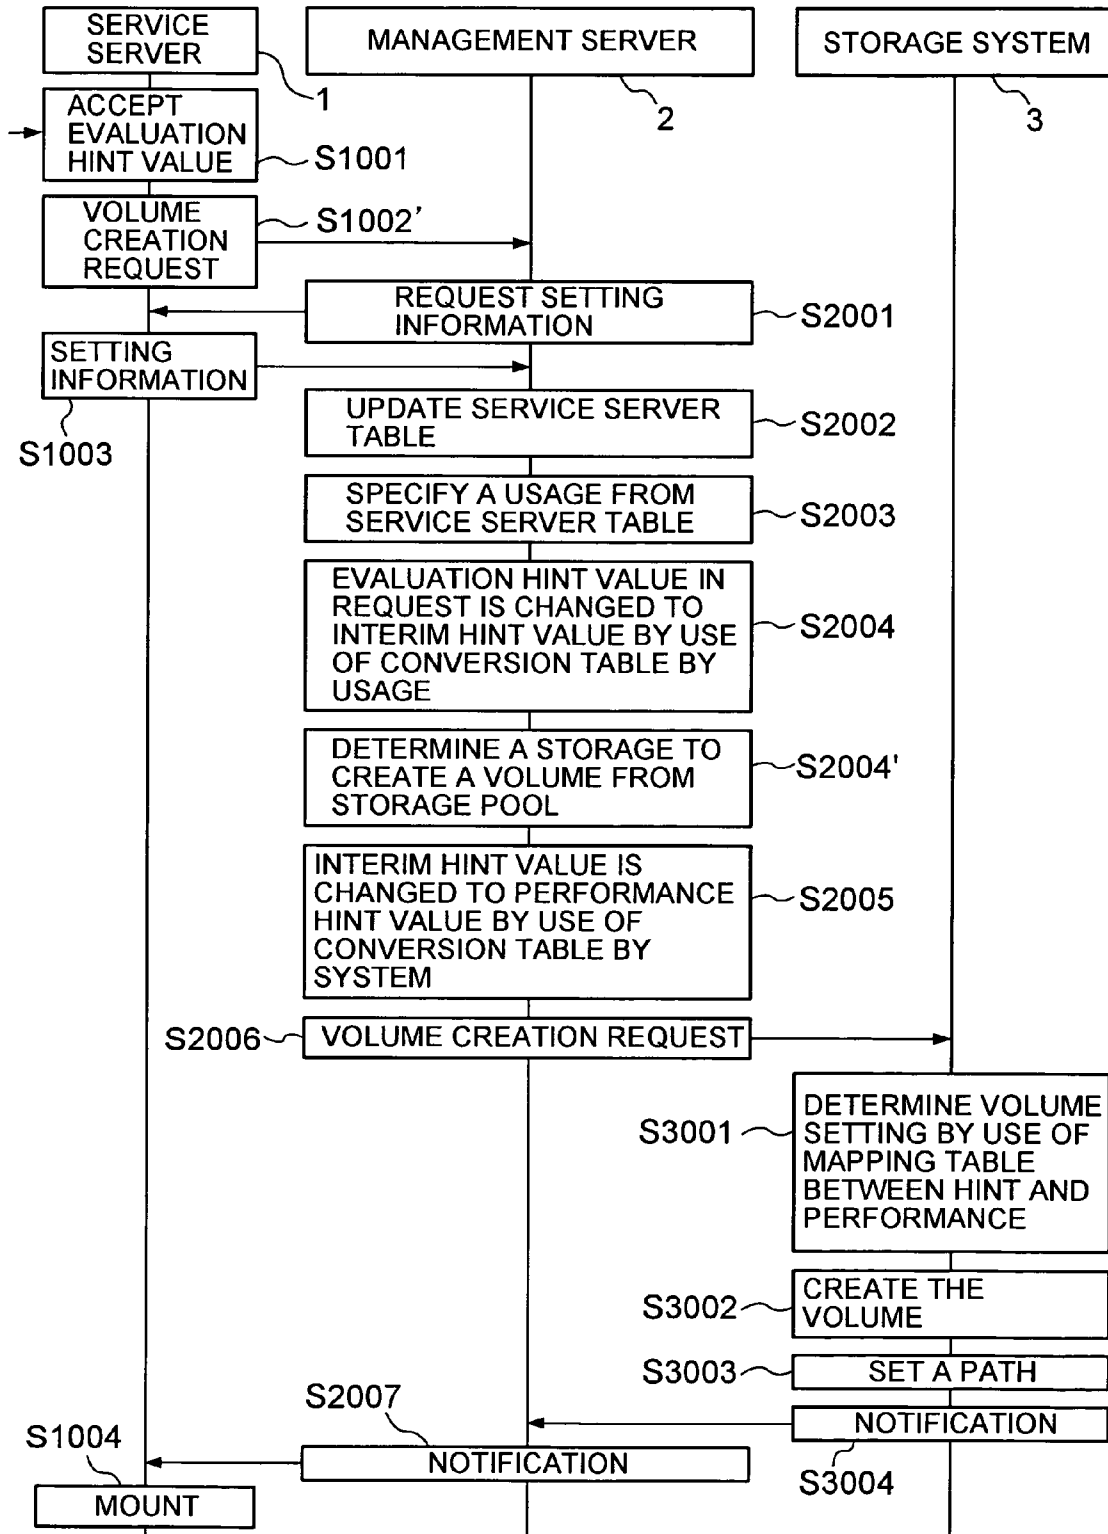 SERVICE
SERVER
MANAGEMENT SERVER
STORAGE SYSTEM
1
2
3
ACCEPT
EVALUATION
HINT VALUE
S1001
VOLUME
CREATION
REQUEST
S1002'
REQUEST SETTING
INFORMATION
S2001
SETTING
INFORMATION
S1003
UPDATE SERVICE SERVER
TABLE
S2002
SPECIFY A USAGE FROM
SERVICE SERVER TABLE
S2003
EVALUATION HINT VALUE IN
REQUEST IS CHANGED TO
INTERIM HINT VALUE BY USE
OF CONVERSION TABLE BY
USAGE
S2004
DETERMINE A STORAGE TO
CREATE A VOLUME FROM
STORAGE POOL
S2004'
INTERIM HINT VALUE IS
CHANGED TO PERFORMANCE
HINT VALUE BY USE OF
CONVERSION TABLE BY
SYSTEM
S2005
S2006
VOLUME CREATION REQUEST
S3001
DETERMINE VOLUME
SETTING BY USE OF
MAPPING TABLE
BETWEEN HINT AND
PERFORMANCE
S3002
CREATE THE
VOLUME
S3003
SET A PATH
NOTIFICATION
S3004
S2007
NOTIFICATION
S1004
MOUNT